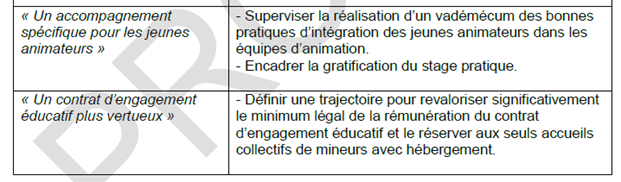 « Un accompagnement
spécifique pour les jeunes
animateurs »
- Superviser la réalisation d'un vadémécum des bonnes
pratiques d'intégration des jeunes animateurs dans les
équipes d'animation.
- Encadrer la gratification du stage pratique.
« Un contrat d'engagement
éducatif plus vertueux »
- Définir une trajectoire pour revaloriser significativement
le minimum légal de la rémunération du contrat
d'engagement éducatif et le réserver aux seuls accueils
collectifs de mineurs avec hébergement.